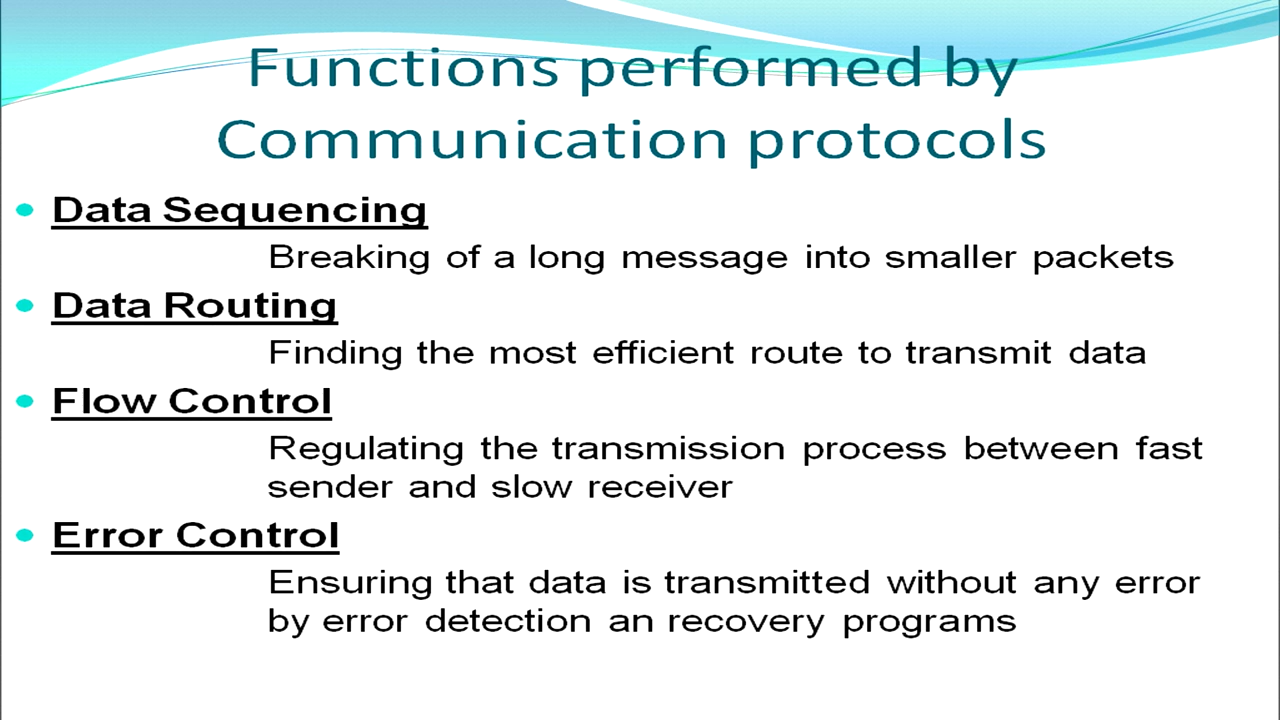 Functions performed by
Communication protocols
• Data Sequencing
Breaking of a long message into smaller packets
• Data Routing
Finding the most efficient route to transmit data
• Flow Control
Regulating the transmission process between fast
sender and slow receiver
• Error Control
Ensuring that data is transmitted without any error
by error detection an recovery programs